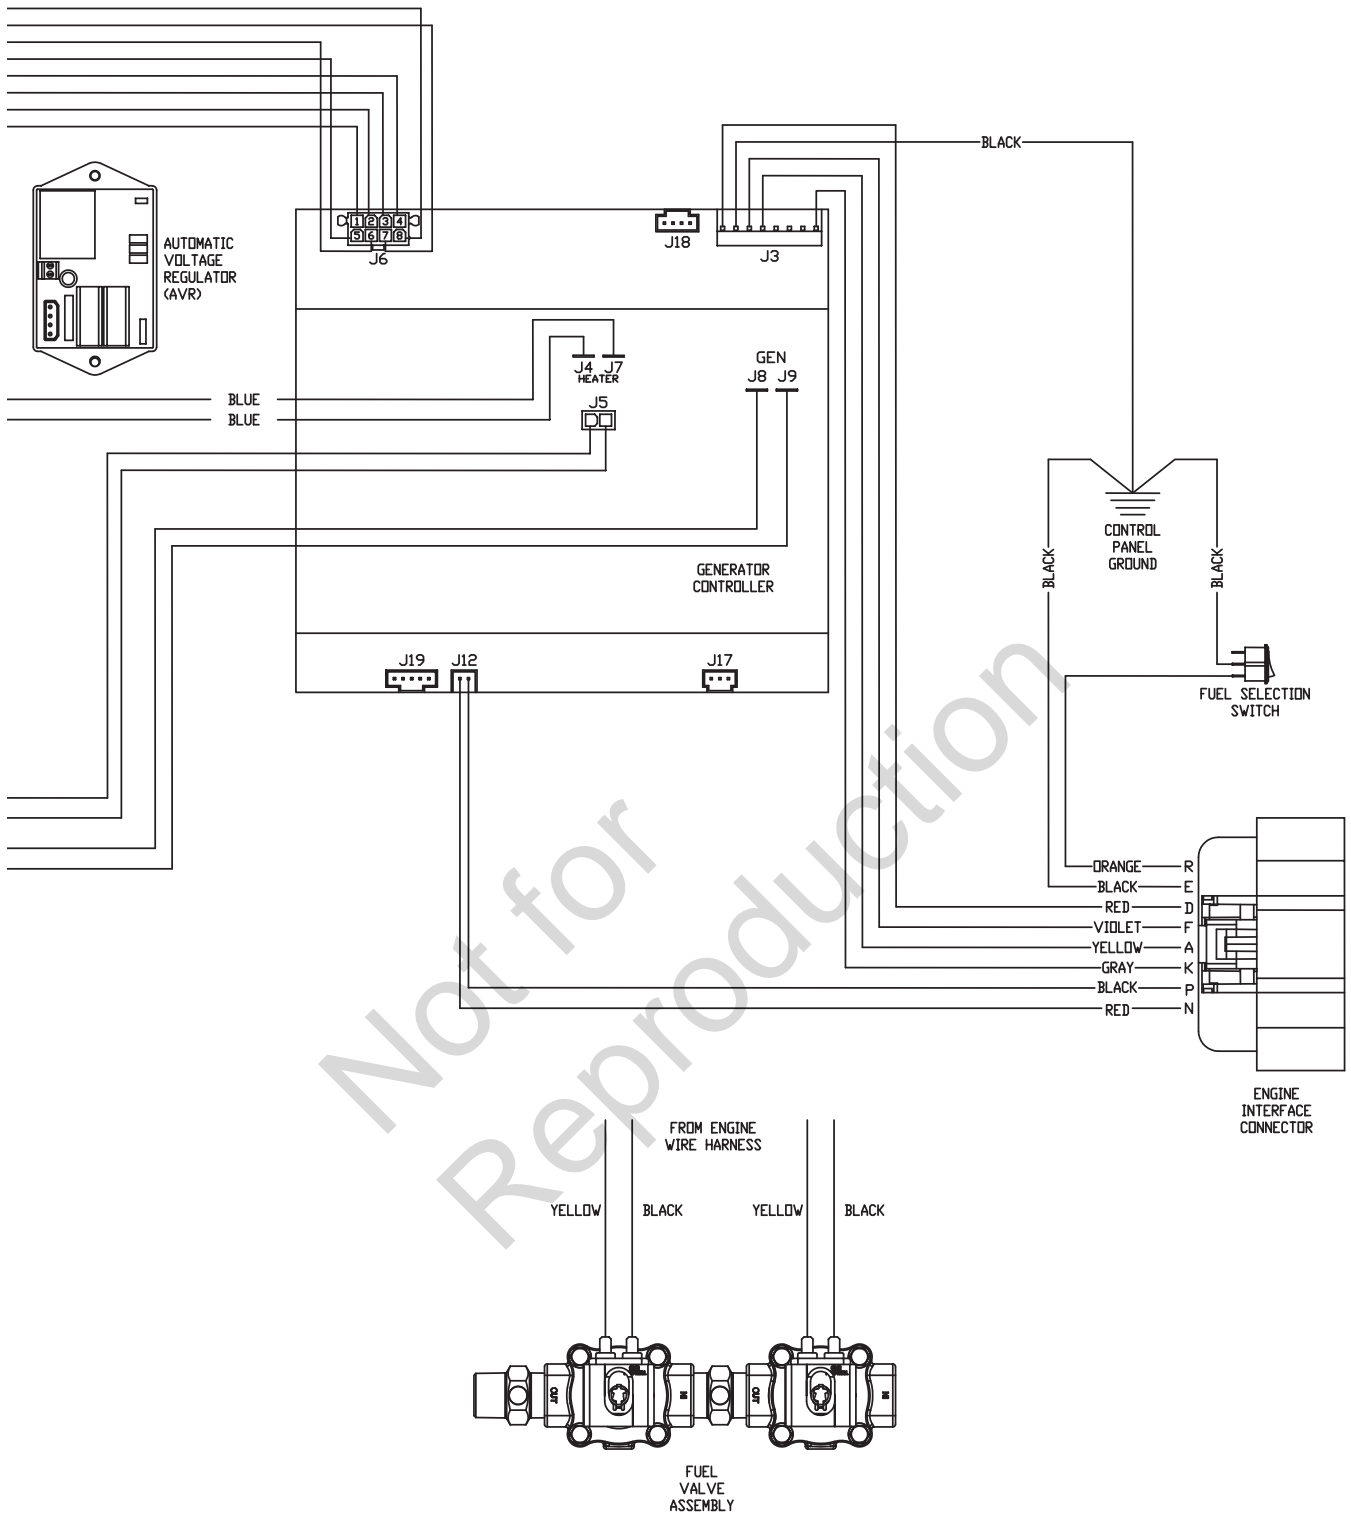 BLACK
1 2 3 4
5 6 7 8
J6
J18
J3
AUTOMATIC
VOLTAGE
REGULATOR
(AVR)
J4 J7
HEATER
GEN
J8 J9
BLUE
BLUE
J5
CONTROL
PANEL
GROUND
BLACK
BLACK
GENERATOR
CONTROLLER
J19
J12
J17
FUEL SELECTION
SWITCH
ORANGE R
BLACK E
RED D
VIOLET F
YELLOW A
GRAY K
BLACK P
RED N
Not for
Reproduction
ENGINE
INTERFACE
CONNECTOR
FROM ENGINE
WIRE HARNESS
YELLOW
BLACK
YELLOW
BLACK
OUT
IN
OUT
IN
FUEL
VALVE
ASSEMBLY